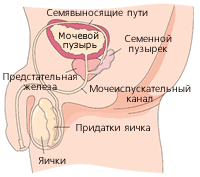 Семявыносящие пути
Мочевой
пузырь
Семенной
пузырек
Предстательная
железа
Мочеиспускательный
канал
Придатки яичка
Яички